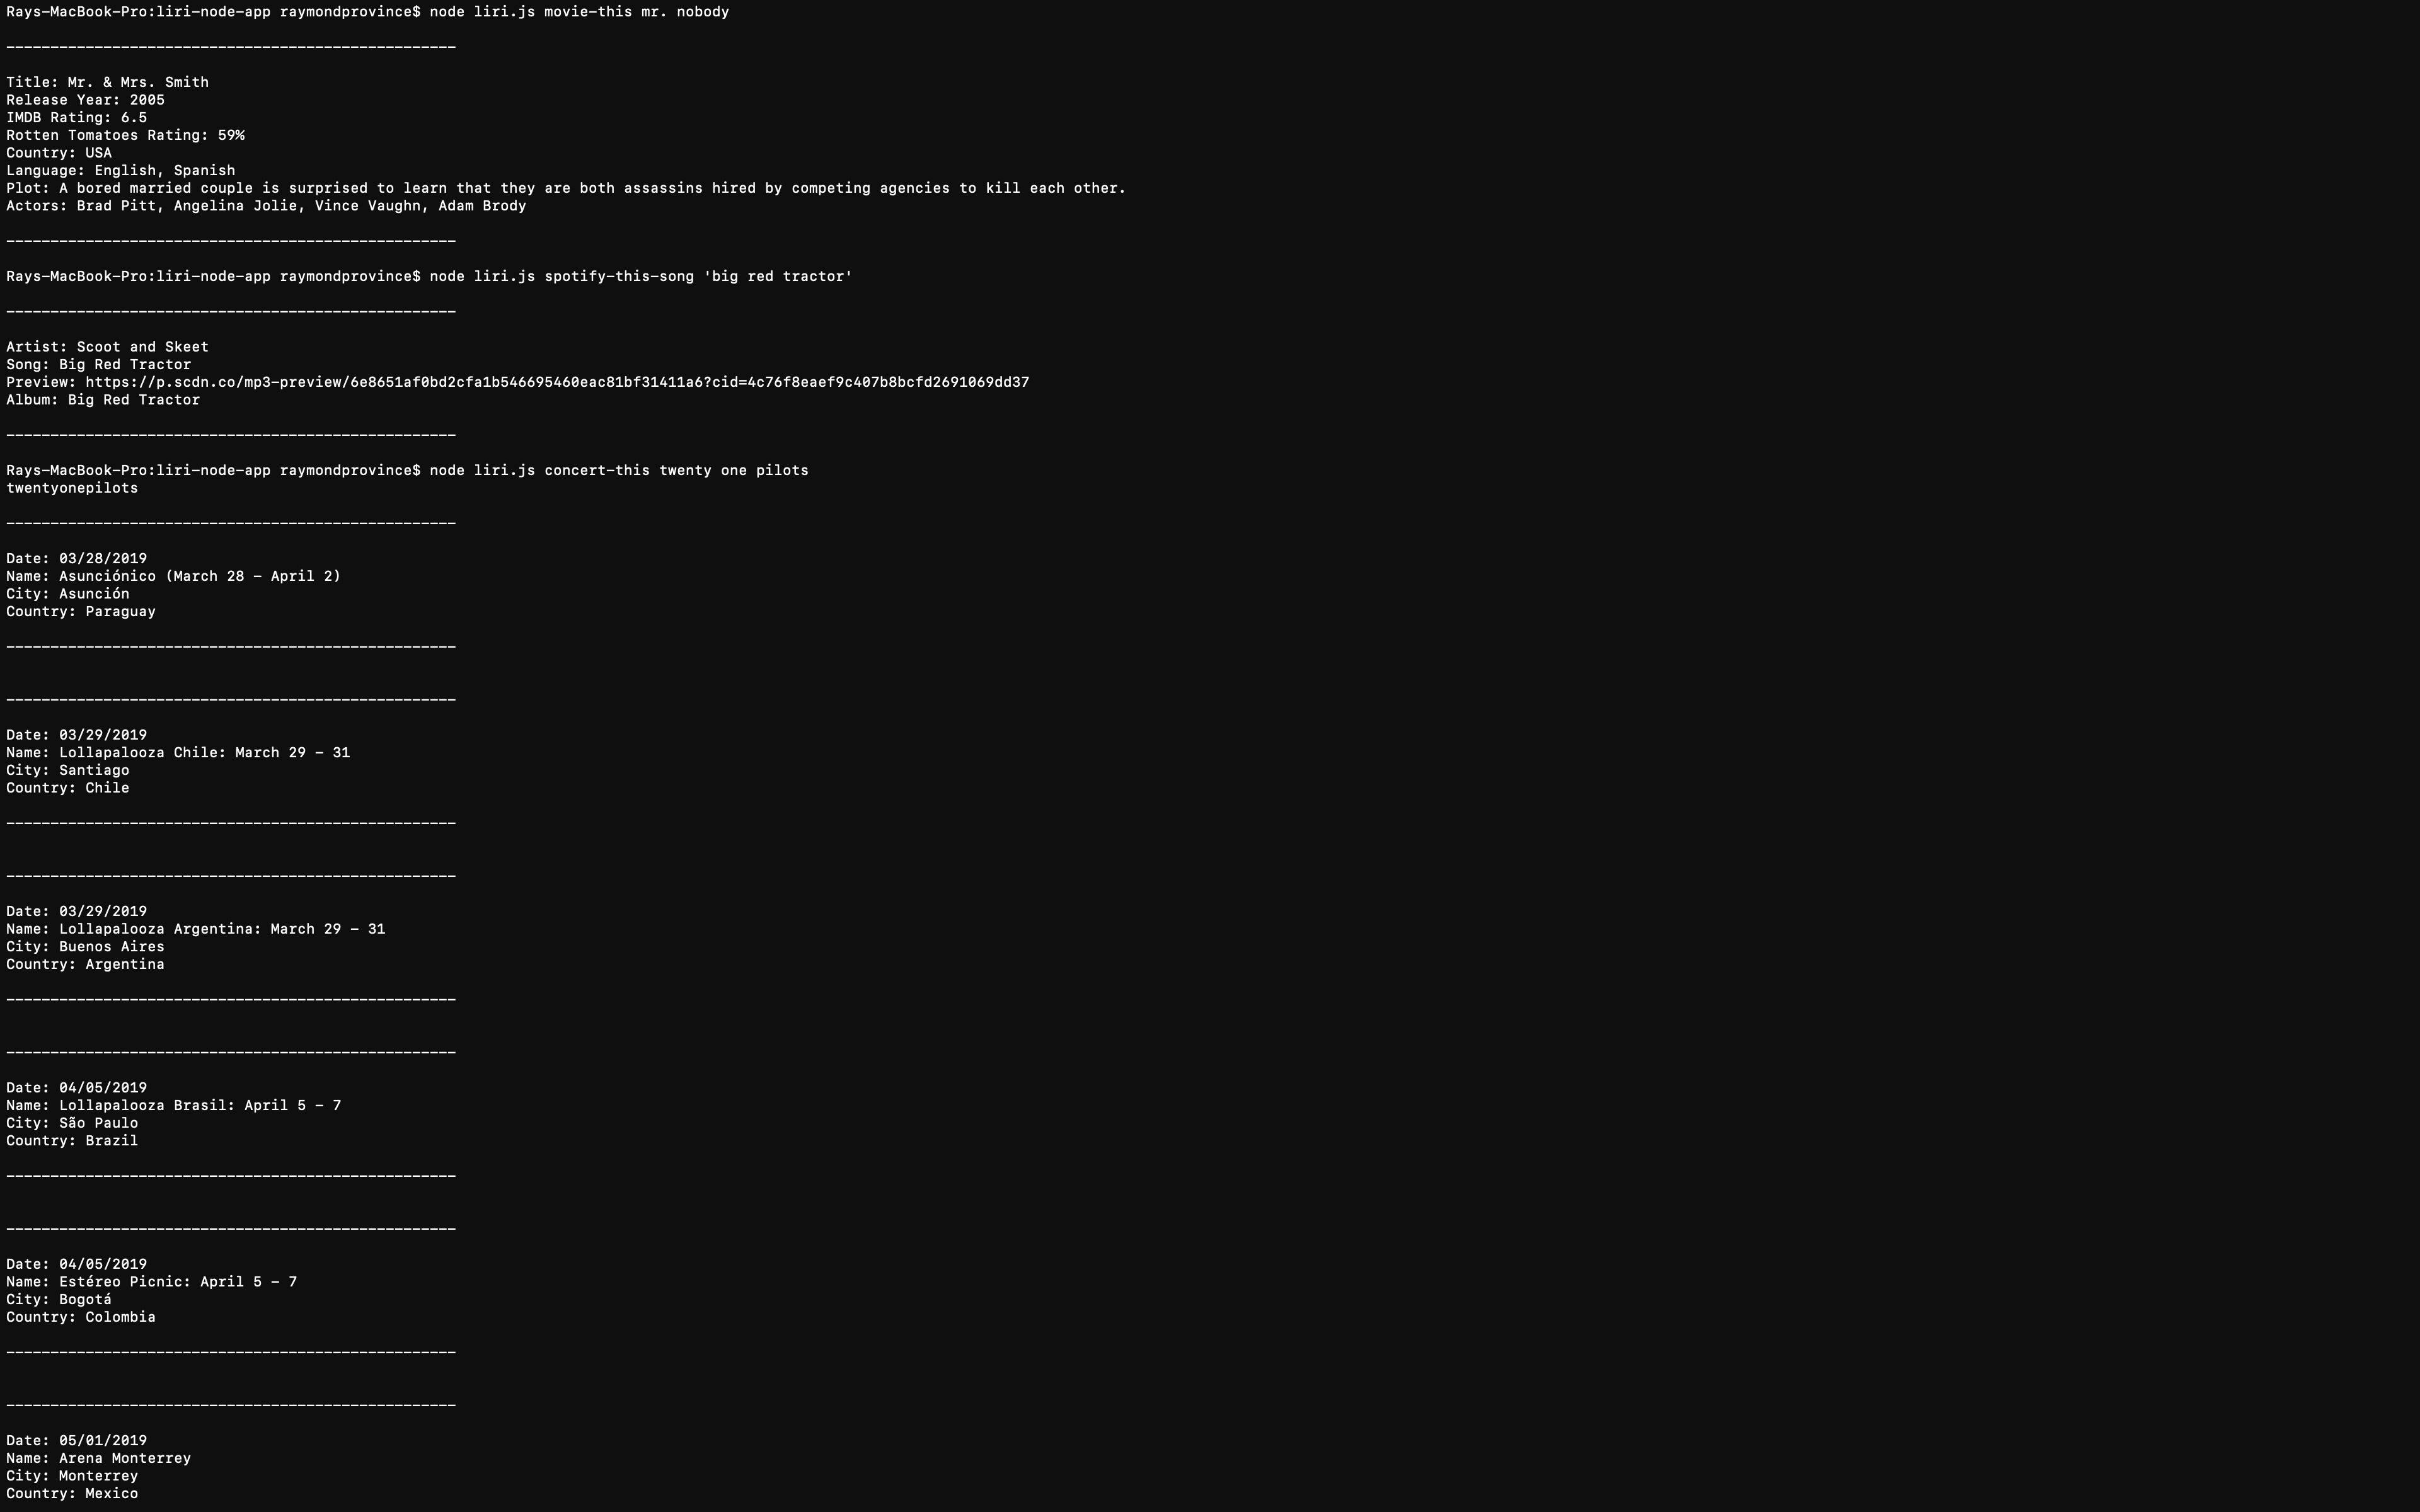 Rays-MacBook-Pro:liri-node-app raymondprovince$ node liri.js movie-this mr. nobody
---------------------------------------------------
Title: Mr. & Mrs. Smith
Release Year: 2005
IMDB Rating: 6.5
Rotten Tomatoes Rating: 59%
Country: USA
Language: English, Spanish
Plot: A bored married couple is surprised to learn that they are both assassins hired by competing agencies to kill each other.
Actors: Brad Pitt, Angelina Jolie, Vince Vaughn, Adam Brody
---------------------------------------------------
Rays-MacBook-Pro:liri-node-app raymondprovince$ node liri.js spotify-this-song 'big red tractor'
---------------------------------------------------
Artist: Scoot and Skeet
Song: Big Red Tractor
Preview: https://p.scdn.co/mp3-preview/6e8651af0bd2cfa1b546695460eac81bf31411a6?cid=4c76f8eaef9c407b8bcfd2691069dd37
Album: Big Red Tractor
---------------------------------------------------
Rays-MacBook-Pro:liri-node-app raymondprovince$ node liri.js concert-this twenty one pilots
twentyonepilots
---------------------------------------------------
Date: 03/28/2019
Name: Asunciónico (March 28 - April 2)
City: Asunción
Country: Paraguay
---------------------------------------------------
---------------------------------------------------
Date: 03/29/2019
Name: Lollapalooza Chile: March 29 - 31
City: Santiago
Country: Chile
---------------------------------------------------
---------------------------------------------------
Date: 03/29/2019
Name: Lollapalooza Argentina: March 29 - 31
City: Buenos Aires
Country: Argentina
---------------------------------------------------
---------------------------------------------------
Date: 04/05/2019
Name: Lollapalooza Brasil: April 5 - 7
City: São Paulo
Country: Brazil
---------------------------------------------------
---------------------------------------------------
Date: 04/05/2019
Name: Estéreo Picnic: April 5 - 7
City: Bogotá
Country: Colombia
---------------------------------------------------
---------------------------------------------------
Date: 05/01/2019
Name: Arena Monterrey
City: Monterrey
Country: Mexico